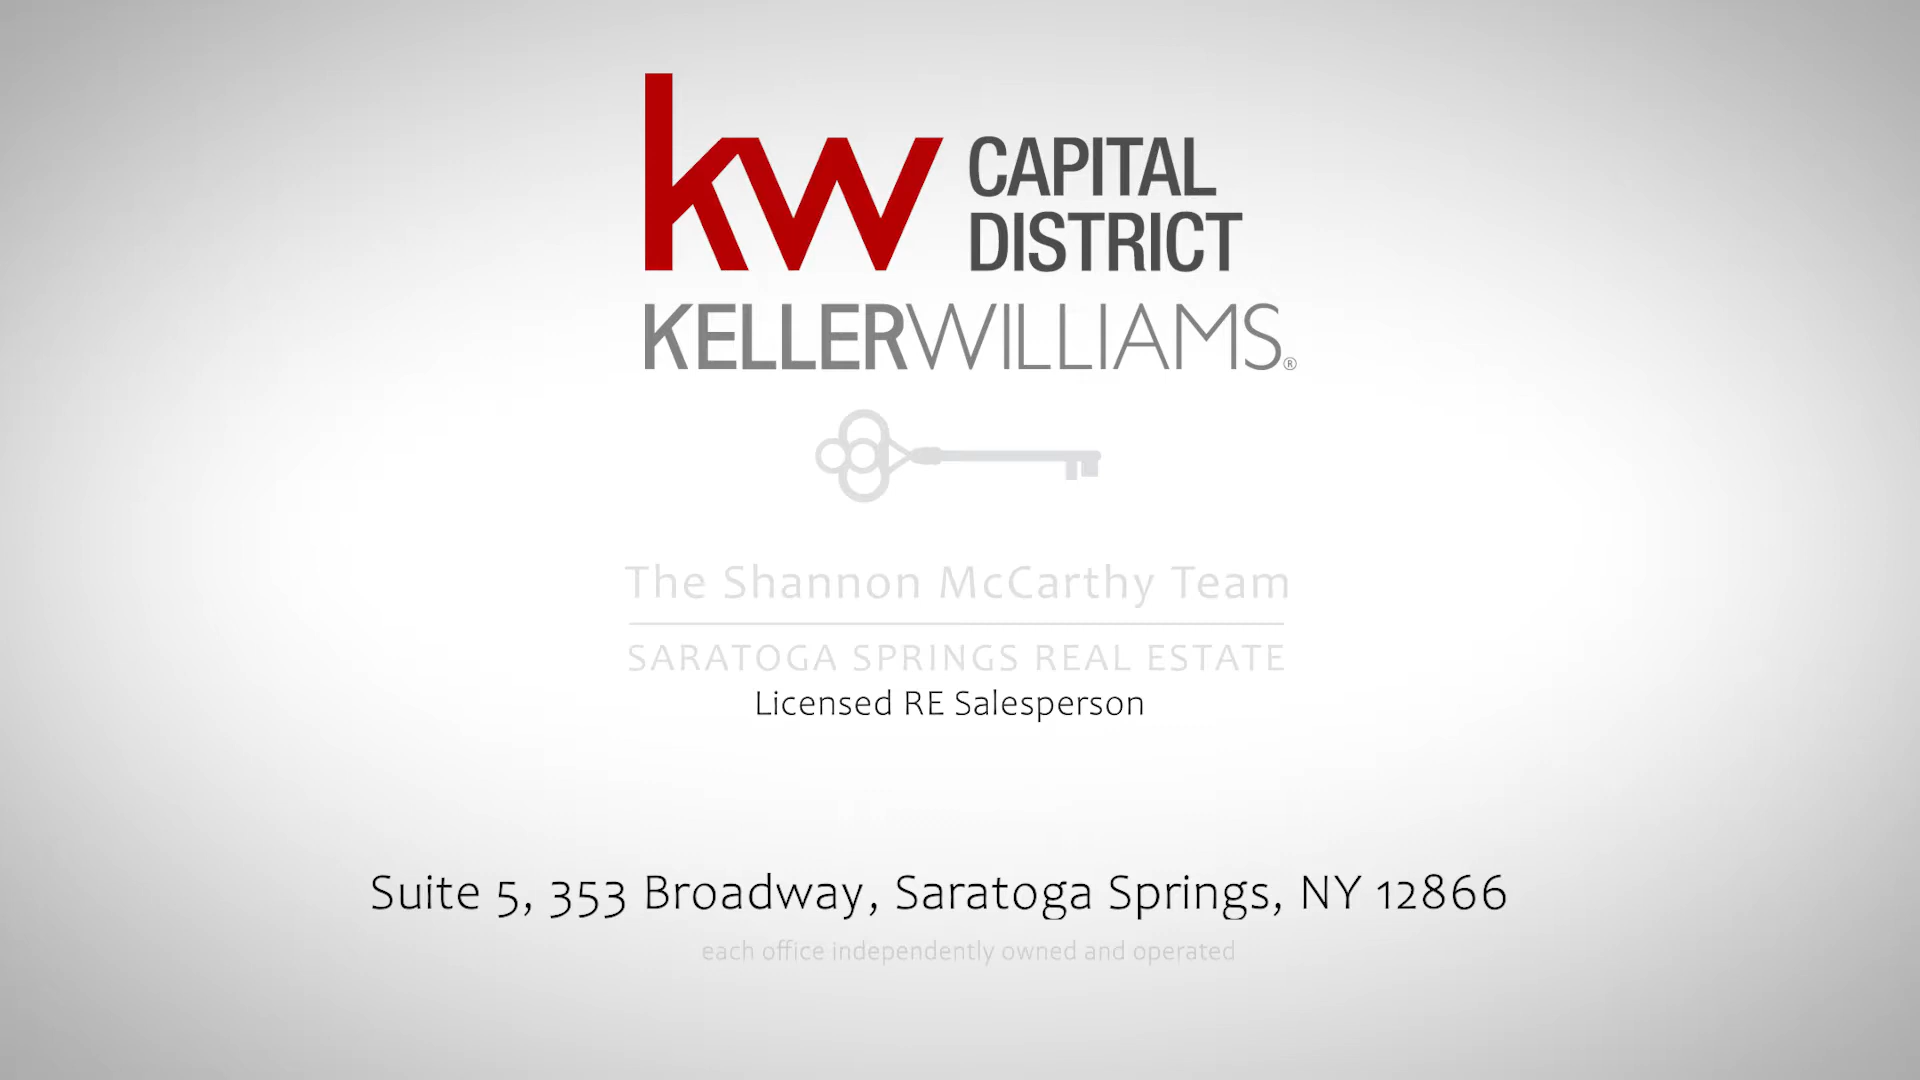 kw CAPITAL
DISTRICT
KELLERWILLIAMS®
The Shannon McCarthy Team
SARATOGA SPRINGS REAL ESTATE
Licensed RE Salesperson
Suite 5, 353 Broadway, Saratoga Springs, NY 12866
each office independently owned and operated